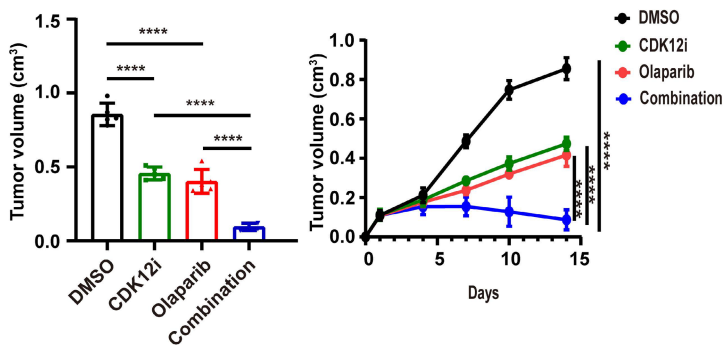 Tumor volume (cm³)
1.5
1.0
0.5
0.0
****
****
****
****
DMSO
CDK12i
Olaparib
Combination
Tumor volume (cm³)
1.0
0.8
0.6
0.4
0.2
0.0
0
5
10
15
Days
****
****
****
DMSO
CDK12i
Olaparib
Combination